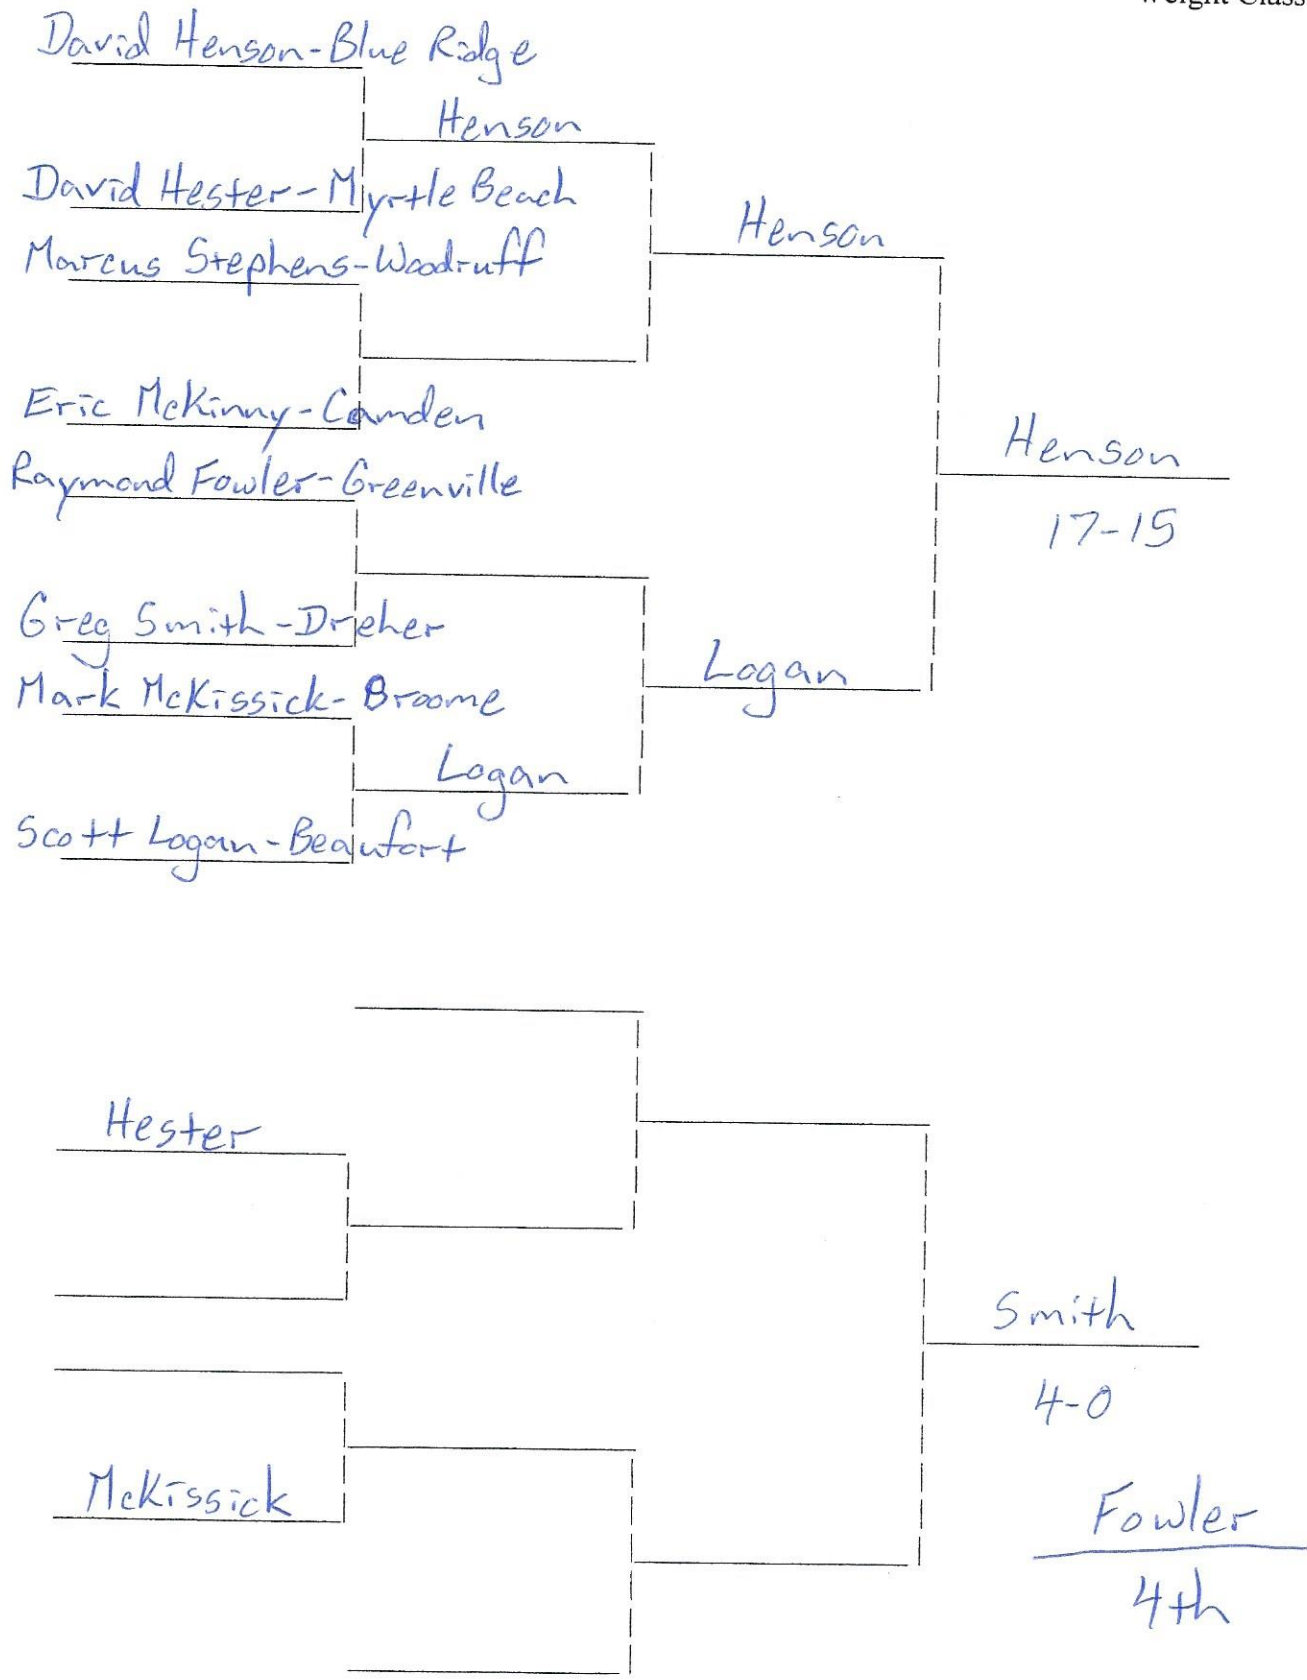 Weight Class
David Henson-Blue Ridge
Henson
David Hester-Myrtle Beach
Henson
Marcus Stephens-Woodruff
Eric McKinny-Camden
Henson
Raymond Fowler-Greenville
17-15
Greg Smith-Dreher
Logan
Mark McKissick-Broome
Logan
Scott Logan-Beaufort
Hester
Smith
4-0
McKissick
Fowler
4th